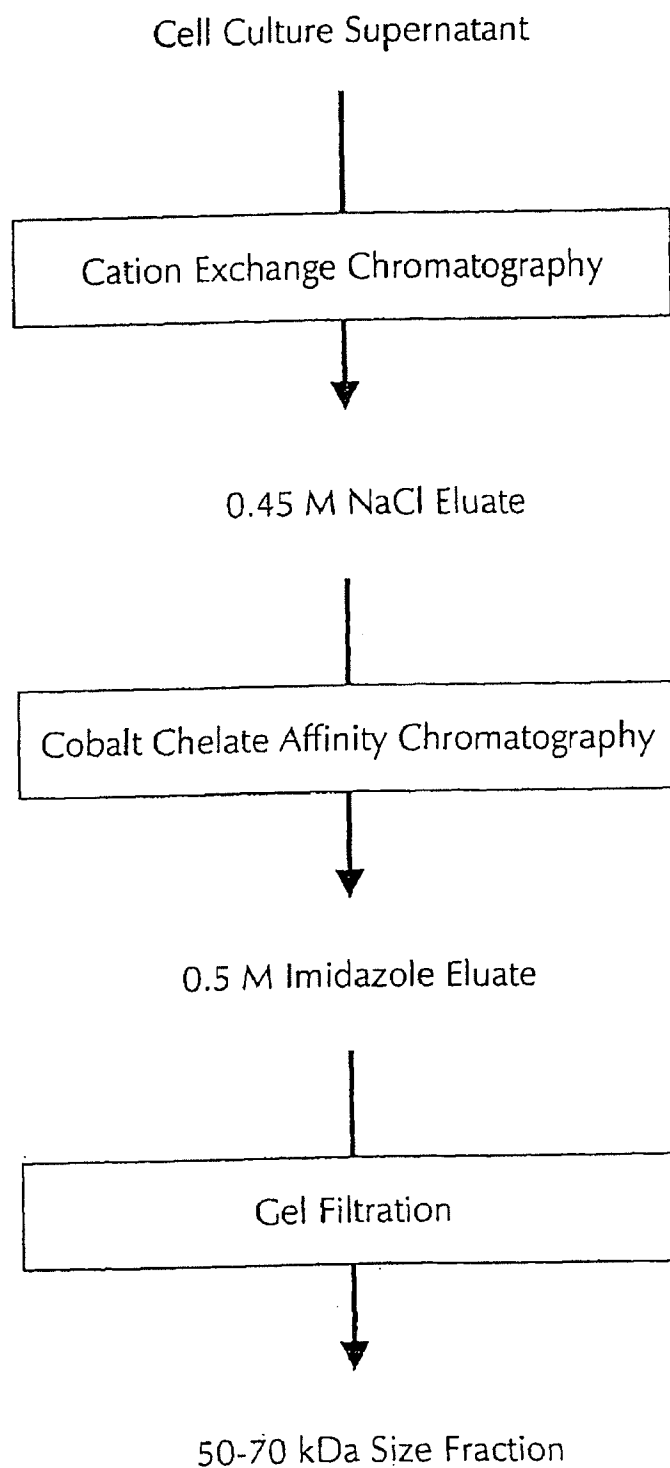 Cell Culture Supernatant
Cation Exchange Chromatography
0.45 M NaCl Eluate
Cobalt Chelate Affinity Chromatography
0.5 M Imidazole Eluate
Gel Filtration
50-70 kDa Size Fraction